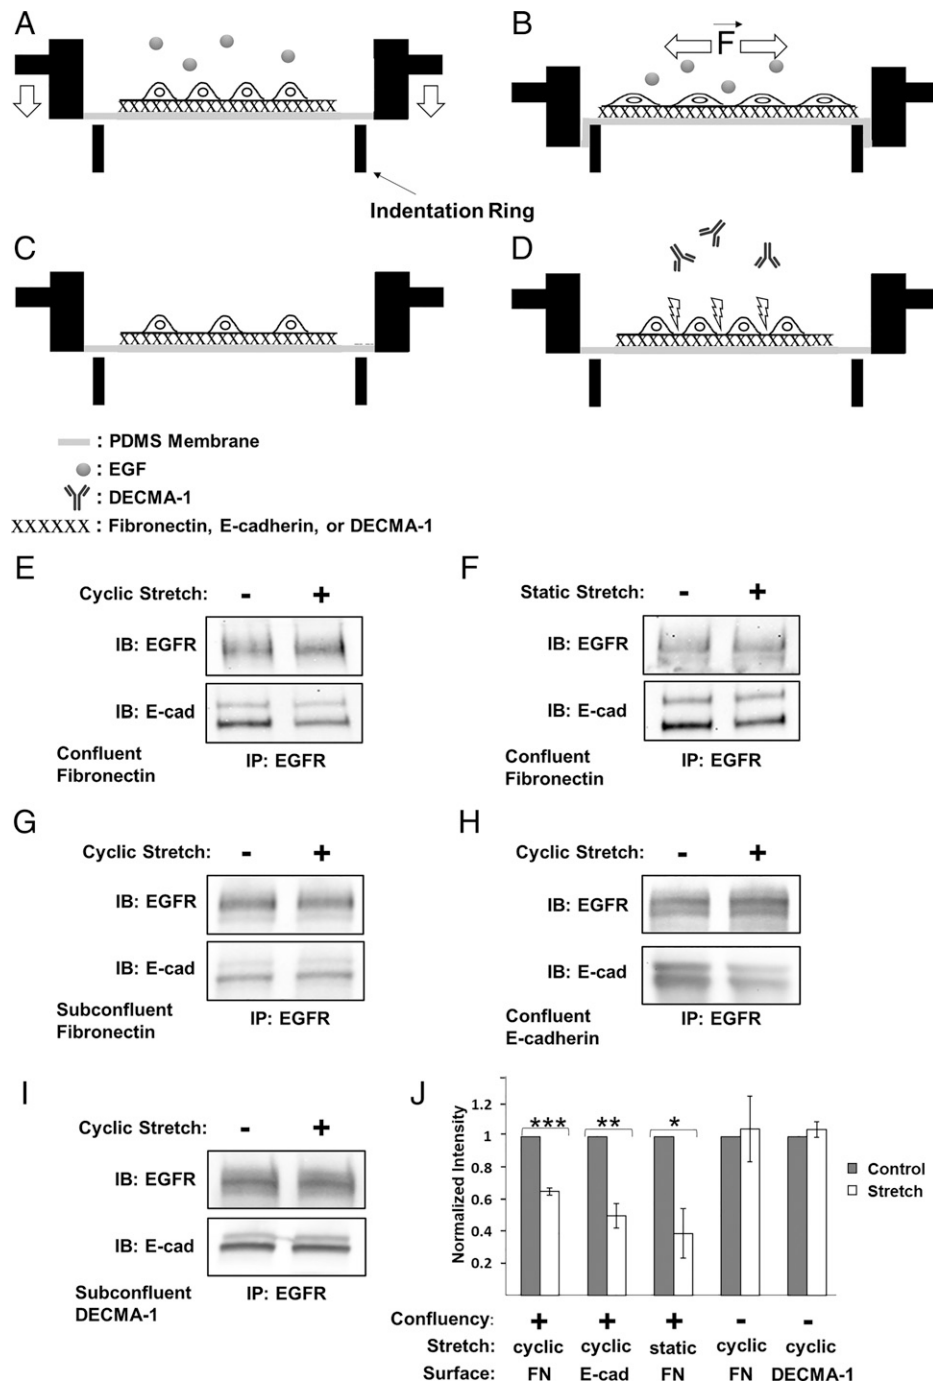 A
B
F
Indentation Ring
C
D
: PDMS Membrane
: EGF
: DECMA-1
XXXXXX : Fibronectin, E-cadherin, or DECMA-1
E
Cyclic Stretch: - +
IB: EGFR
IB: E-cad
Confluent
Fibronectin
IP: EGFR
F
Static Stretch: - +
IB: EGFR
IB: E-cad
Confluent
Fibronectin
IP: EGFR
G
Cyclic Stretch: - +
IB: EGFR
IB: E-cad
Subconfluent
Fibronectin
IP: EGFR
H
Cyclic Stretch: - +
IB: EGFR
IB: E-cad
Confluent
E-cadherin
IP: EGFR
I
Cyclic Stretch: - +
IB: EGFR
IB: E-cad
Subconfluent
DECMA-1
IP: EGFR
J
Normalized Intensity
1.2
1
0.8
0.6
0.4
0.2
*** ** *
Control
Stretch
Confluency: + + + - -
Stretch: cyclic cyclic static cyclic cyclic
Surface: FN E-cad FN FN DECMA-1